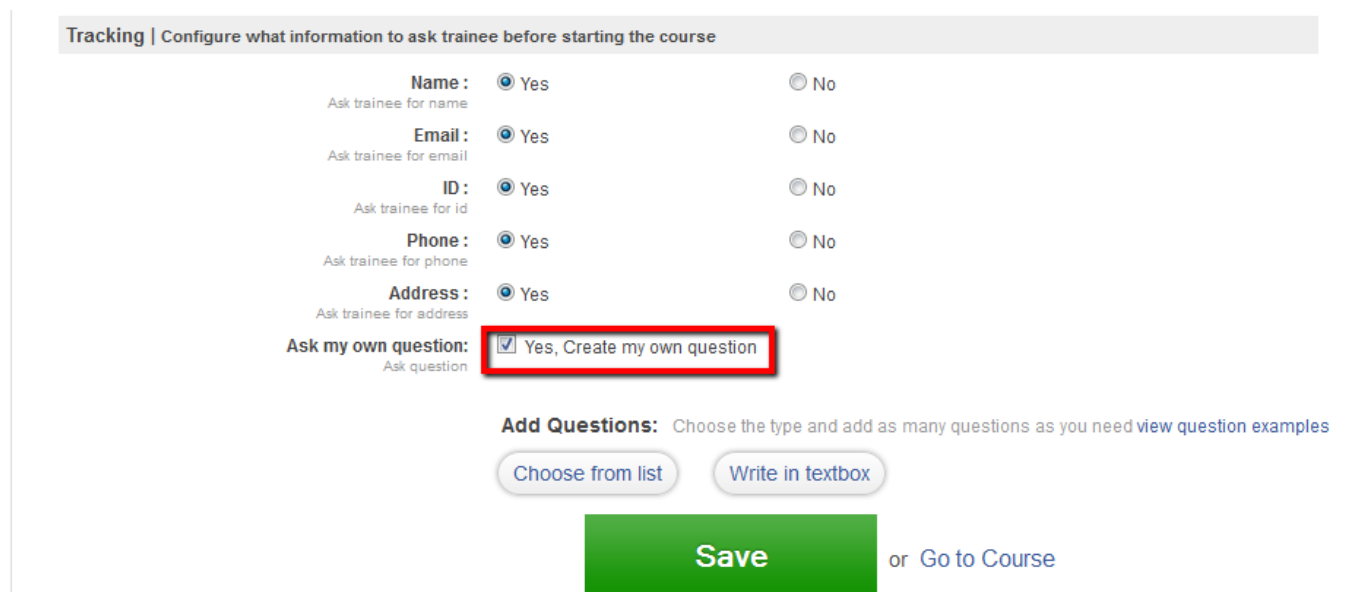 Tracking | Configure what information to ask trainee before starting the course
Name : Yes No
Ask trainee for name
Email : Yes No
Ask trainee for email
ID : Yes No
Ask trainee for id
Phone : Yes No
Ask trainee for phone
Address : Yes No
Ask trainee for address
Ask my own question: Yes, Create my own question
Ask question
Add Questions: Choose the type and add as many questions as you need view question examples
Choose from list Write in textbox
Save or Go to Course